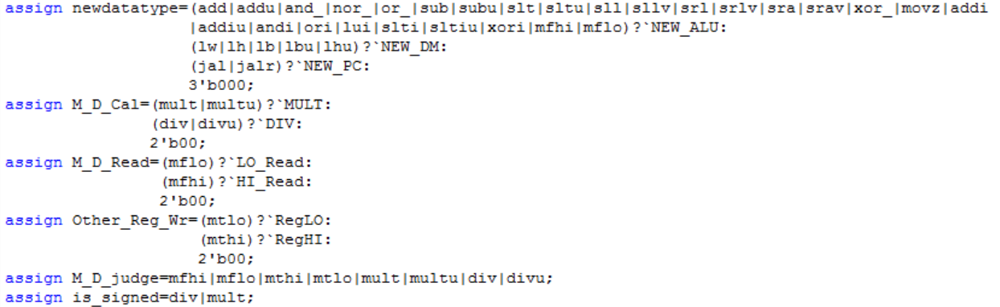 assign newdatatype=(add|addu|and_|nor_|or_|sub|subu|slt|sltu|sll|sllv|srl|srlv|sra|srav|xor_|movz|addi
|addiu|andi|ori|lui|slti|sltiu|xori|mfhi|mflo)?`NEW_ALU:
(lw|lh|lb|lbu|lhu)?`NEW_DM:
(jal|jalr)?`NEW_PC:
3'b000;
assign M_D_Cal=(mult|multu)?`MULT:
(div|divu)?`DIV:
2'b00;
assign M_D_Read=(mflo)?`LO_Read:
(mfhi)?`HI_Read:
2'b00;
assign Other_Reg_Wr=(mtlo)?`RegLO:
(mthi)?`RegHI:
2'b00;
assign M_D_judge=mfhi|mflo|mthi|mtlo|mult|multu|div|divu;
assign is_signed=div|mult;